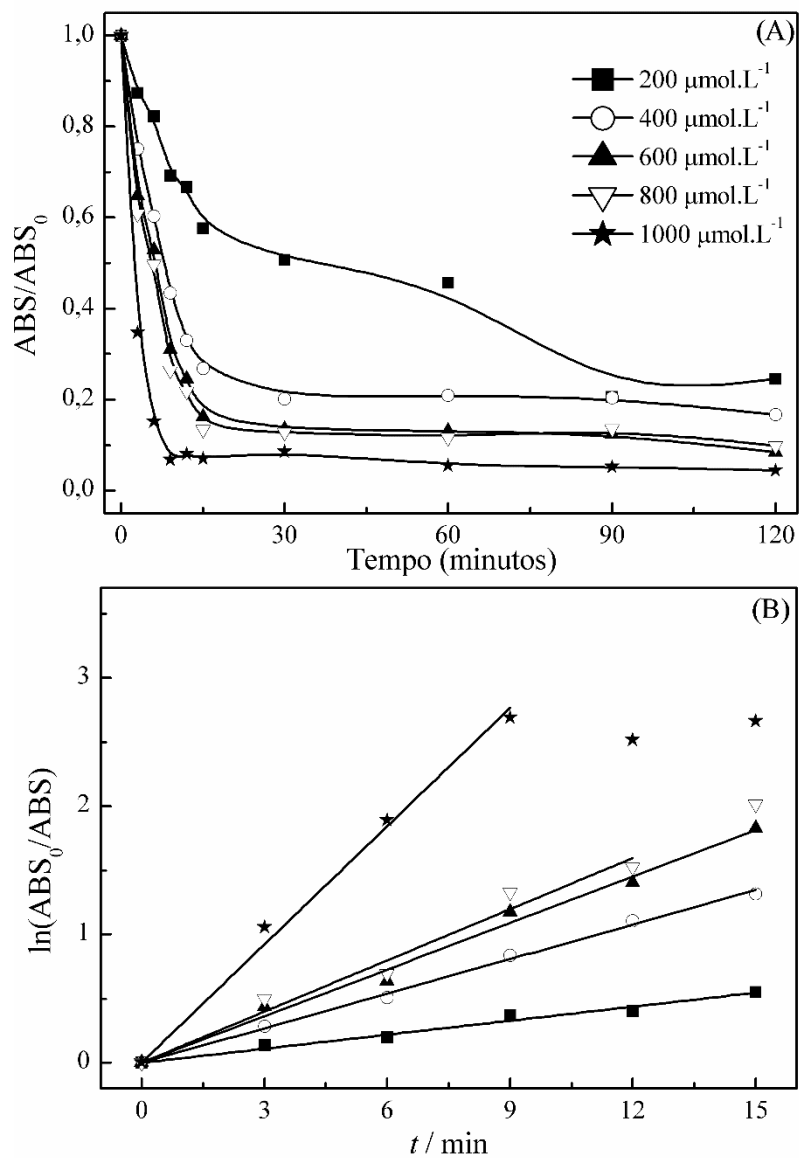 (A)
1,0
0,8
0,6
0,4
0,2
0,0
ABS/ABS₀
200 μmol.L⁻¹
400 μmol.L⁻¹
600 μmol.L⁻¹
800 μmol.L⁻¹
1000 μmol.L⁻¹
0 30 60 90 120
Tempo (minutos)
(B)
3
2
1
0
ln(ABS₀/ABS)
0 3 6 9 12 15
t / min